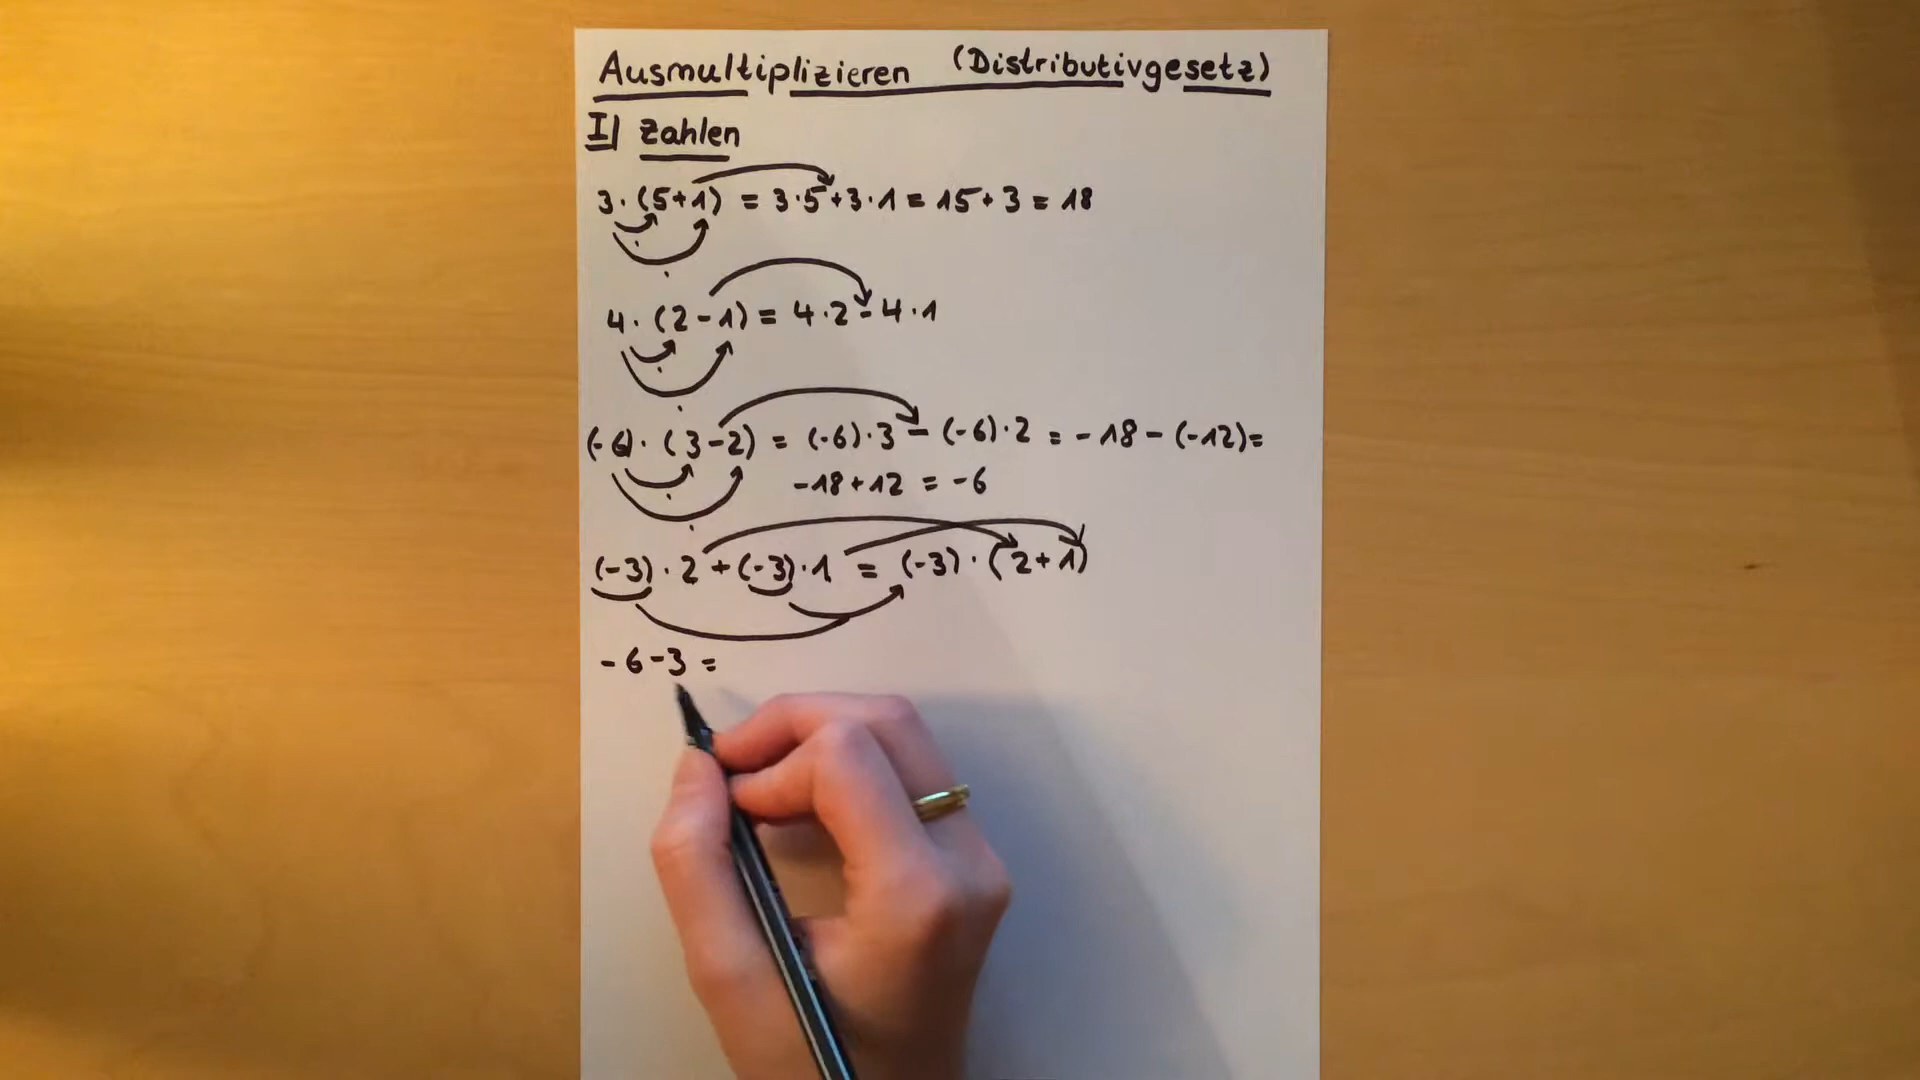 Ausmultiplizieren (Distributivgesetz)
I) Zahlen
3·(5+1) = 3·5+3·1 = 15+3 = 18
4·(2-1) = 4·2-4·1
(-6)·(3-2) = (-6)·3 - (-6)·2 = -18-(-12)=
-18+12 = -6
(-3)·2+(-3)·1 = (-3)·(2+1)
-6-3 =